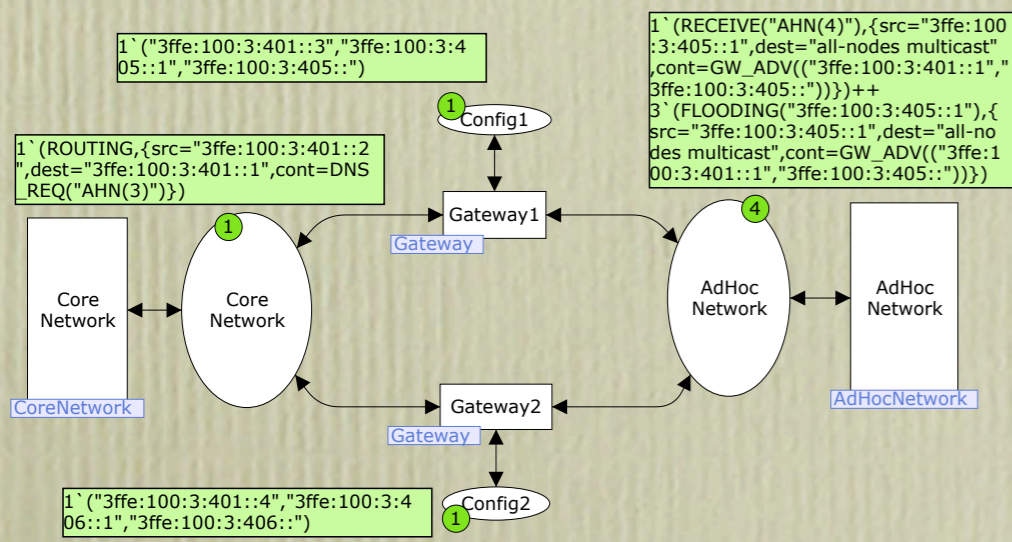 1`("3ffe:100:3:401::3","3ffe:100:3:4
05::1","3ffe:100:3:405::")
1`(RECEIVE("AHN(4)"),{src="3ffe:100
:3:405::1",dest="all-nodes multicast"
,cont=GW_ADV(("3ffe:100:3:401::1","
3ffe:100:3:405::"))})++
3`(FLOODING("3ffe:100:3:405::1"),{
src="3ffe:100:3:405::1",dest="all-no
des multicast",cont=GW_ADV(("3ffe:1
00:3:401::1","3ffe:100:3:405::"))})
1
Config1
1`(ROUTING,{src="3ffe:100:3:401::2
",dest="3ffe:100:3:401::1",cont=DNS
_REQ("AHN(3)")})
1
Gateway1
Gateway
4
Core
Network
Core
Network
AdHoc
Network
AdHoc
Network
CoreNetwork
Gateway2
Gateway
AdHocNetwork
1`("3ffe:100:3:401::4","3ffe:100:3:4
06::1","3ffe:100:3:406::")
Config2
1